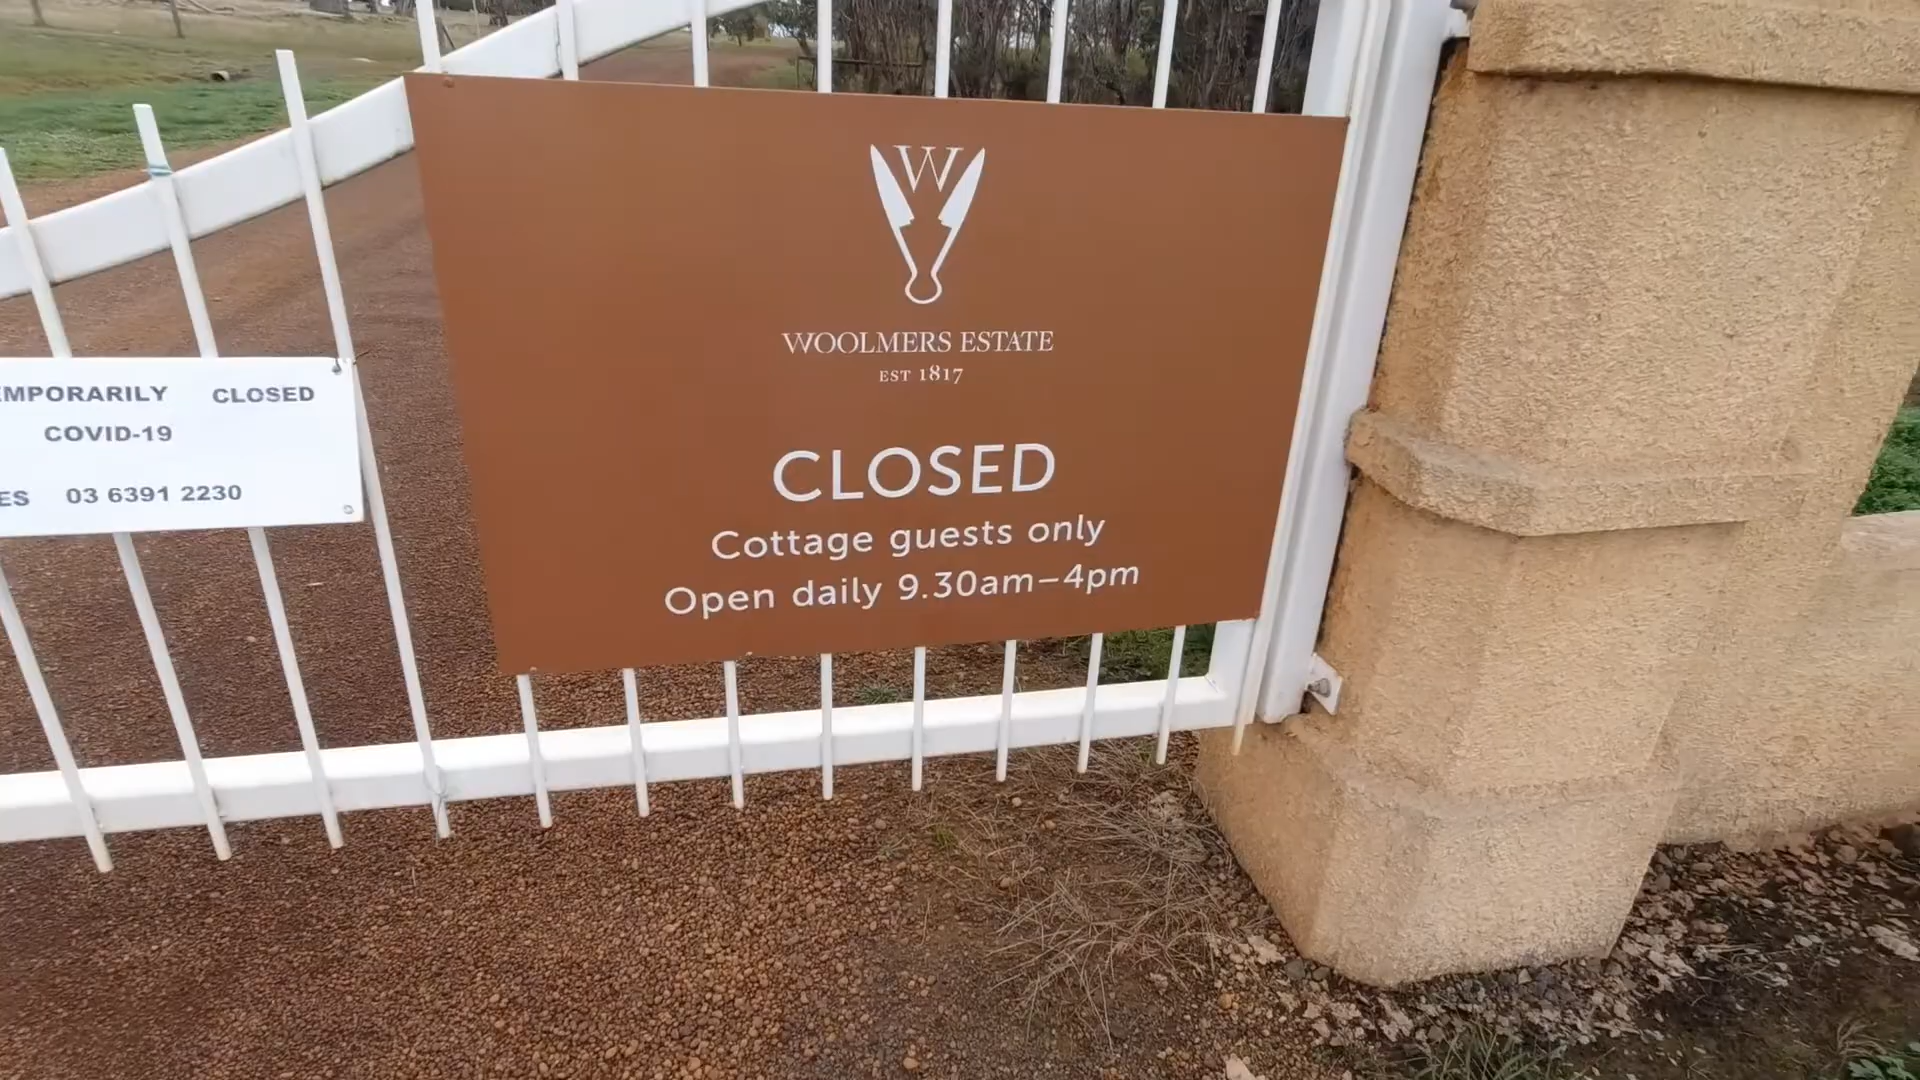 W
WOOLMERS ESTATE
EST 1817
CLOSED
Cottage guests only
Open daily 9.30am–4pm
CLOSED
COVID-19
03 6391 2230